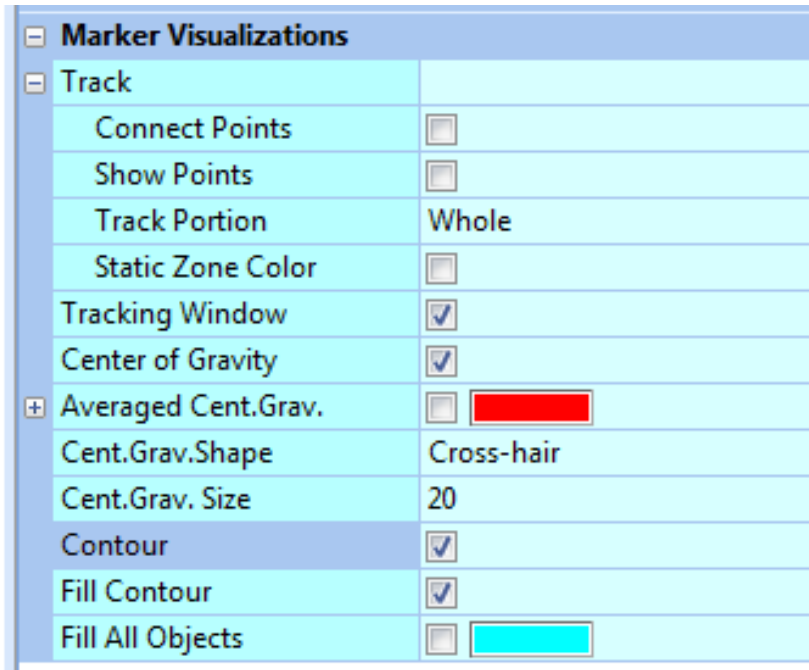 Marker Visualizations
Track
Connect Points
Show Points
Track Portion Whole
Static Zone Color
Tracking Window
Center of Gravity
Averaged Cent.Grav.
Cent.Grav.Shape Cross-hair
Cent.Grav. Size 20
Contour
Fill Contour
Fill All Objects